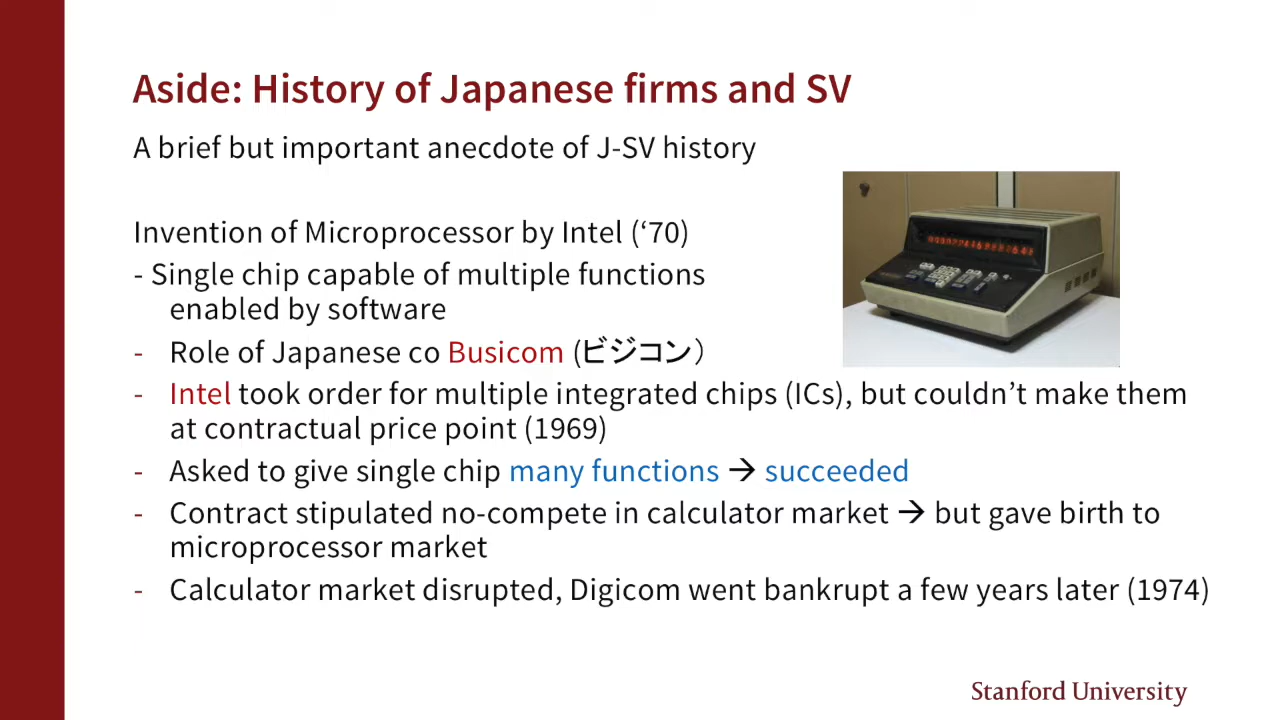 Aside: History of Japanese firms and SV
A brief but important anecdote of J-SV history
Invention of Microprocessor by Intel (‘70)
- Single chip capable of multiple functions
enabled by software
- Role of Japanese co Busicom (ビジコン）
- Intel took order for multiple integrated chips (ICs), but couldn’t make them
at contractual price point (1969)
- Asked to give single chip many functions → succeeded
- Contract stipulated no-compete in calculator market → but gave birth to
microprocessor market
- Calculator market disrupted, Digicom went bankrupt a few years later (1974)
Stanford University